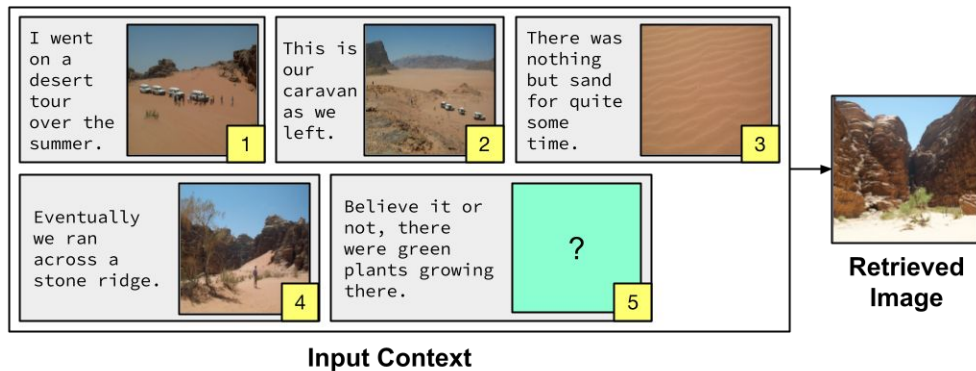 I went
on a
desert
tour
over the
summer.
1
This is
our
caravan
as we
left.
2
There was
nothing
but sand
for quite
some
time.
3
Eventually
we ran
across a
stone ridge.
4
Believe it or
not, there
were green
plants growing
there.
?
5
Retrieved
Image
Input Context